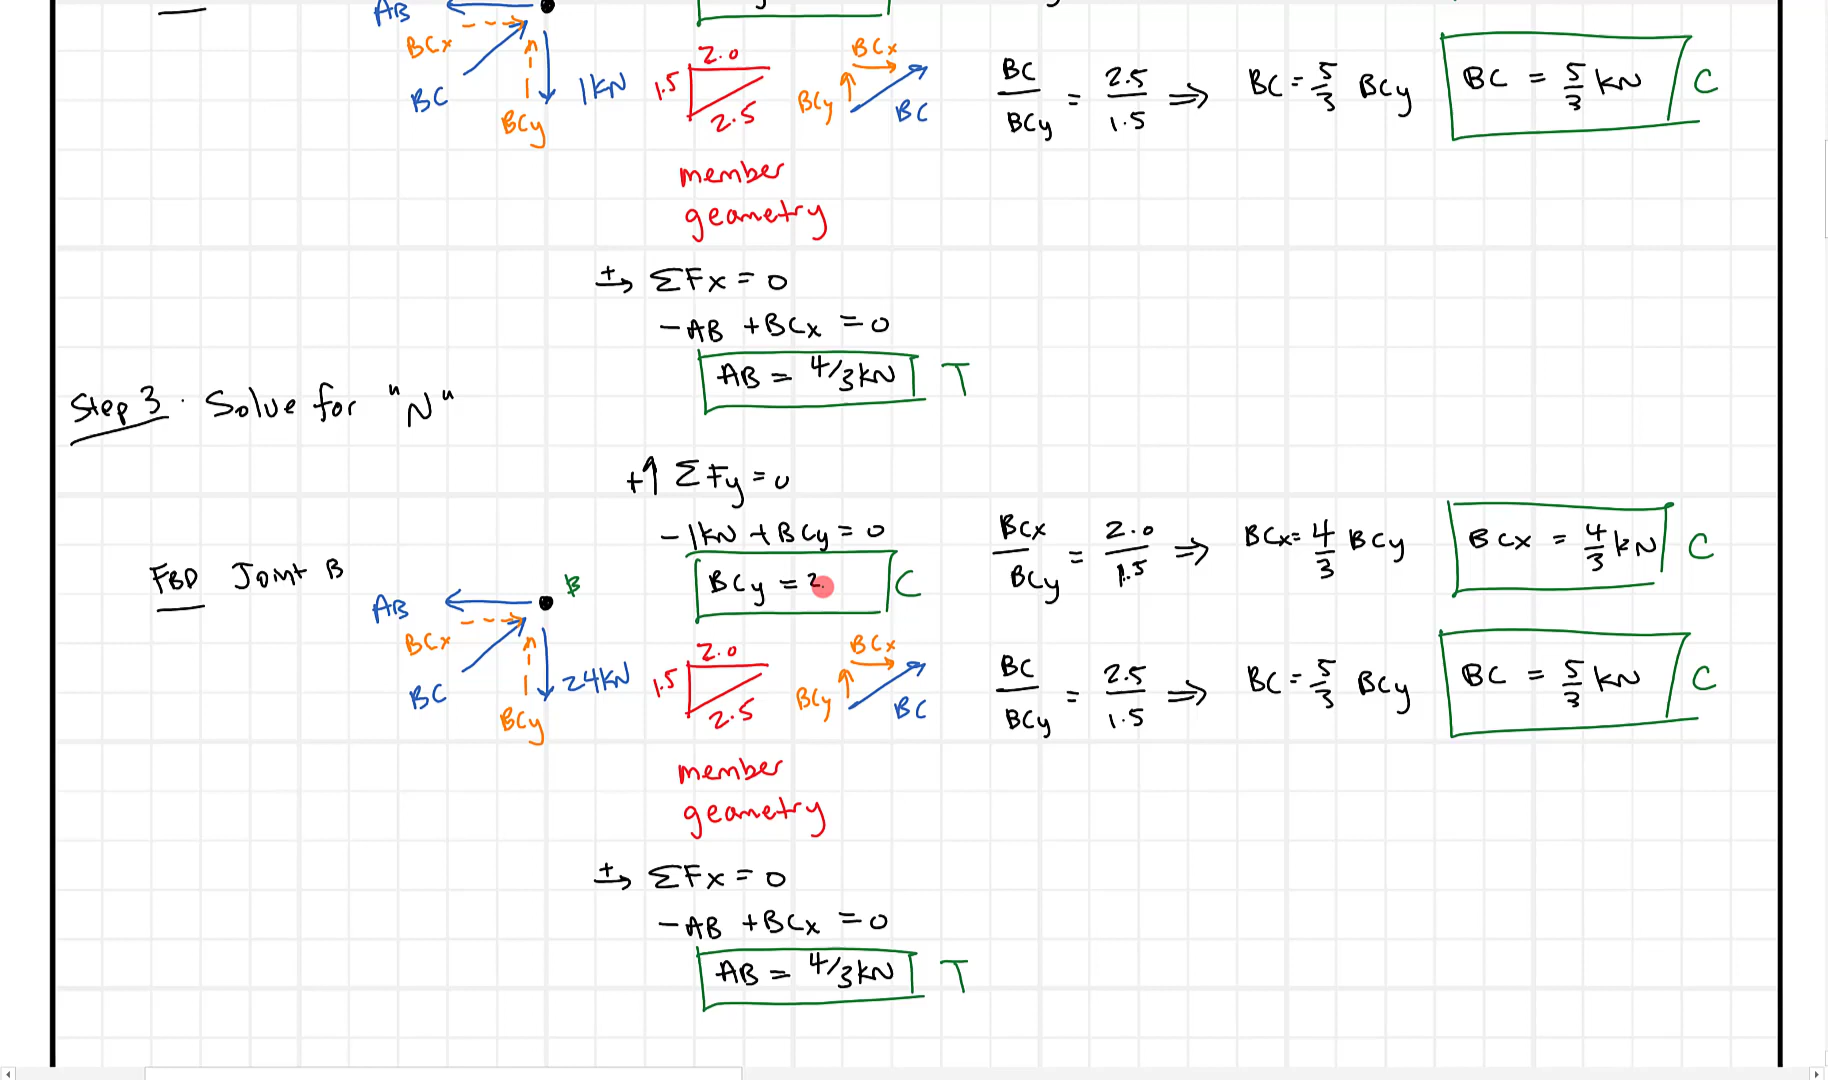 AB
BCx
BC
BCy
1kN
2.0
1.5
2.5
BCx
BCy
BC
BC/BCy = 2.5/1.5 ⇒ BC = 5/3 BCy
BC = 5/3 kN C
member
geometry
+→ ΣFx = 0
-AB + BCx = 0
AB = 4/3 kN T
Step 3. Solve for "N"
+↑ ΣFy = 0
-1kN + BCy = 0
BCy = 2. C
BCx/BCy = 2.0/1.5 ⇒ BCx = 4/3 BCy
BCx = 4/3 kN C
FBD Joint B
B
AB
BCx
BC
BCy
24kN
2.0
1.5
2.5
BCx
BCy
BC
BC/BCy = 2.5/1.5 ⇒ BC = 5/3 BCy
BC = 5/3 kN C
member
geometry
+→ ΣFx = 0
-AB + BCx = 0
AB = 4/3 kN T